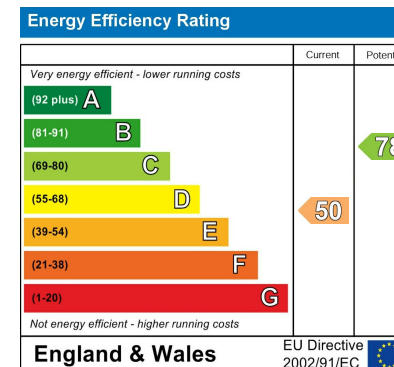 Energy Efficiency Rating
Current Potent
Very energy efficient - lower running costs
(92 plus) A
(81-91) B
(69-80) C
78
(55-68) D
50
(39-54) E
(21-38) F
(1-20) G
Not energy efficient - higher running costs
England & Wales
EU Directive
2002/91/EC